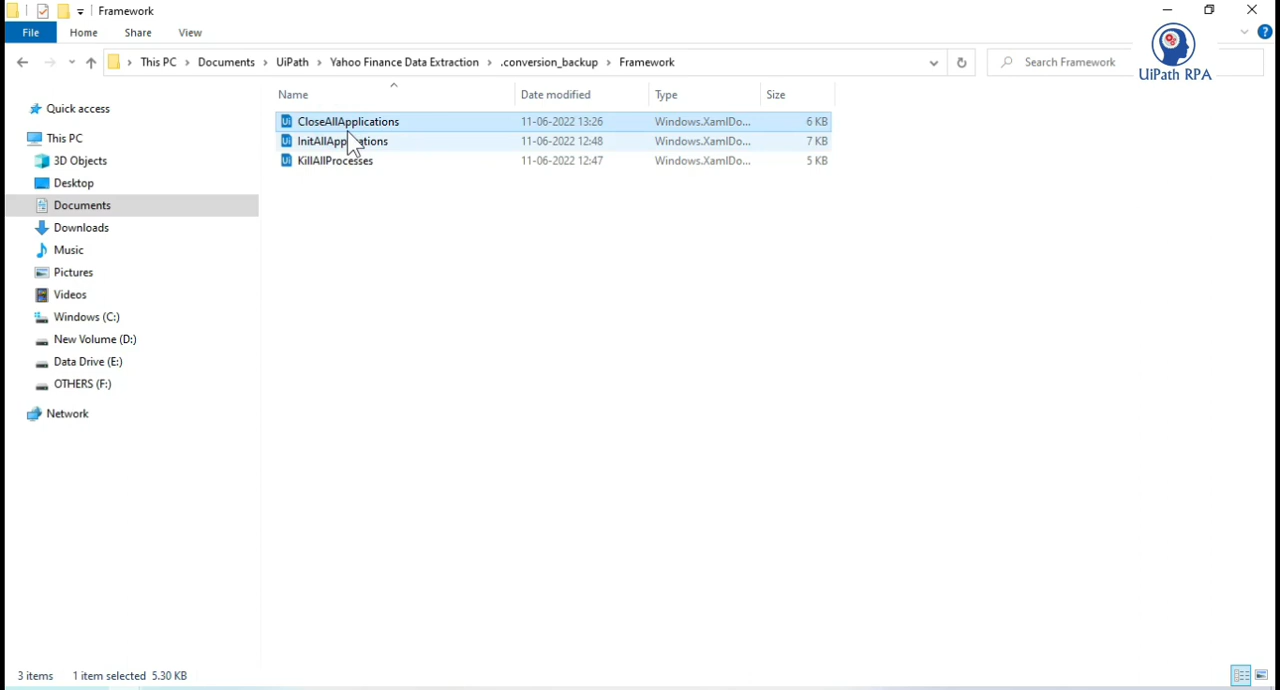 Framework
File Home Share View
UiPath RPA
This PC Documents UiPath Yahoo Finance Data Extraction .conversion_backup Framework
Search Framework
Name Date modified Type Size
Quick access
This PC
3D Objects
Desktop
Documents
Downloads
Music
Pictures
Videos
Windows (C:)
New Volume (D:)
Data Drive (E:)
OTHERS (F:)
Network
Ui CloseAllApplications 11-06-2022 13:26 Windows.XamlDo... 6 KB
Ui InitAllApplications 11-06-2022 12:48 Windows.XamlDo... 7 KB
Ui KillAllProcesses 11-06-2022 12:47 Windows.XamlDo... 5 KB
3 items 1 item selected 5.30 KB